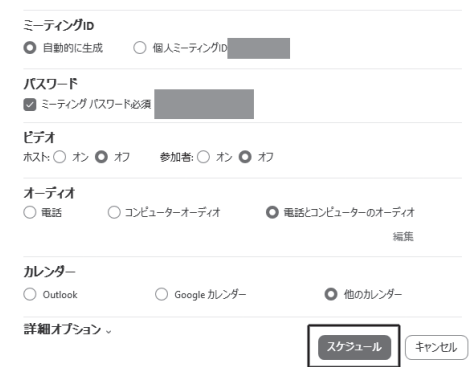 ミーティングID
自動的に生成 個人ミーティングID
パスワード
ミーティング パスワード必須
ビデオ
ホスト: オン オフ 参加者: オン オフ
オーディオ
電話 コンピューターオーディオ 電話とコンピューターのオーディオ
編集
カレンダー
Outlook Google カレンダー 他のカレンダー
詳細オプション
スケジュール キャンセル